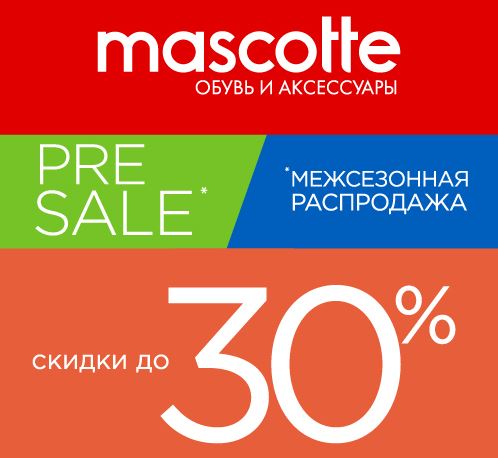 mascotte
ОБУВЬ И АКСЕССУАРЫ
PRE
SALE*
*МЕЖСЕЗОННАЯ
РАСПРОДАЖА
СКИДКИ ДО 30%